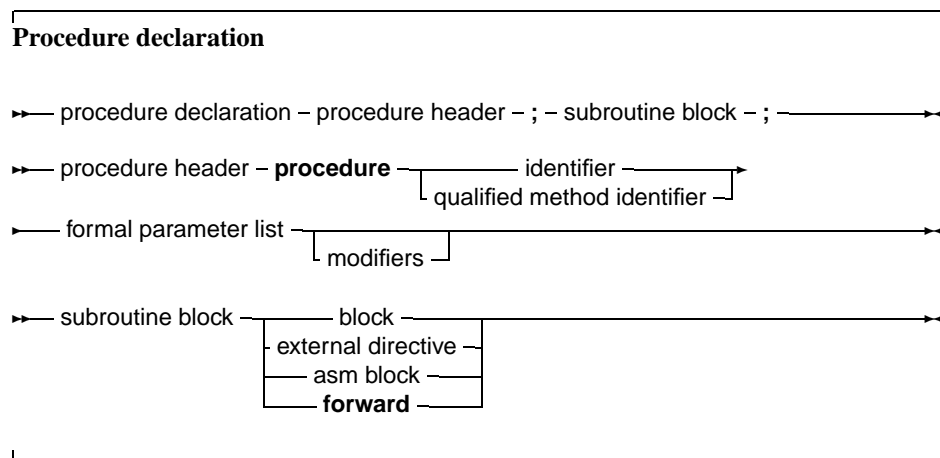 Procedure declaration
procedure declaration procedure header ; subroutine block ;
procedure header procedure identifier
qualified method identifier
formal parameter list
modifiers
subroutine block block
external directive
asm block
forward